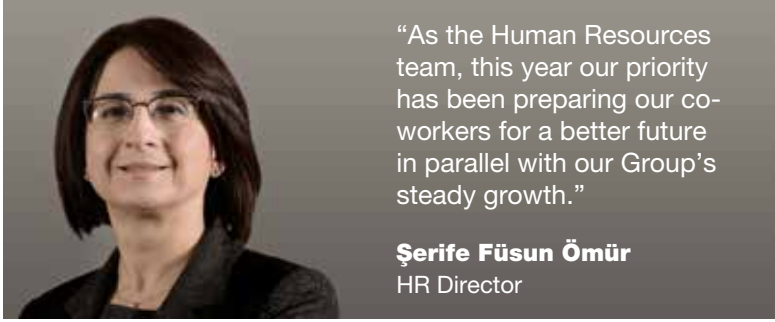 “As the Human Resources
team, this year our priority
has been preparing our co-
workers for a better future
in parallel with our Group’s
steady growth.”
Şerife Füsun Ömür
HR Director